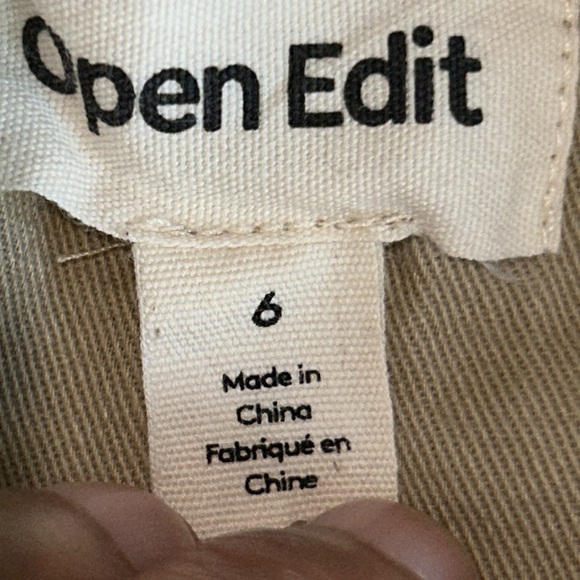 Open Edit
6
Made in
China
Fabriqué en
Chine